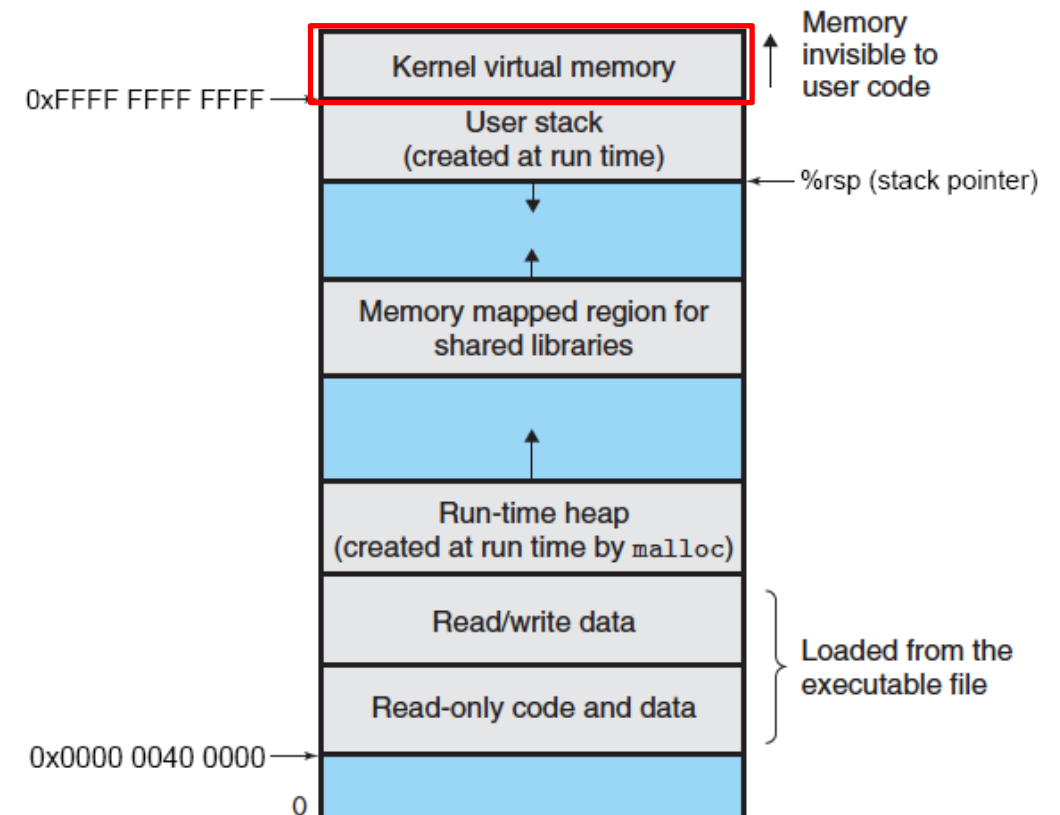 Memory
invisible to
user code
Kernel virtual memory
0xFFFF FFFF FFFF
User stack
(created at run time)
%rsp (stack pointer)
Memory mapped region for
shared libraries
Run-time heap
(created at run time by malloc)
Read/write data
Loaded from the
executable file
Read-only code and data
0x0000 0040 0000
0